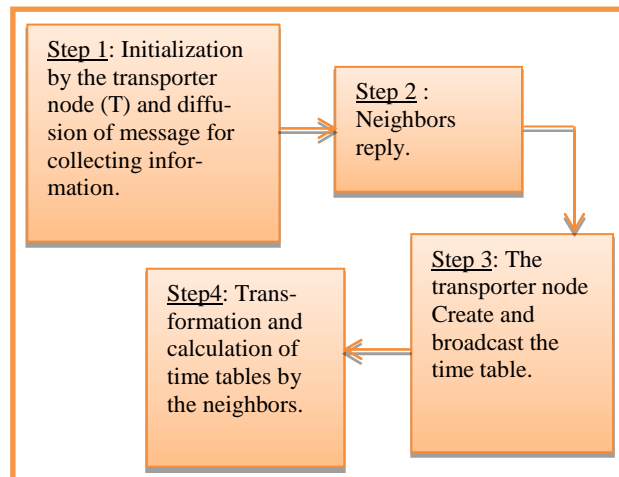 Step 1: Initialization
by the transporter
node (T) and diffu-
sion of message for
collecting infor-
mation.
Step 2 :
Neighbors
reply.
Step 3: The
transporter node
Create and
broadcast the
time table.
Step4: Trans-
formation and
calculation of
time tables by
the neighbors.